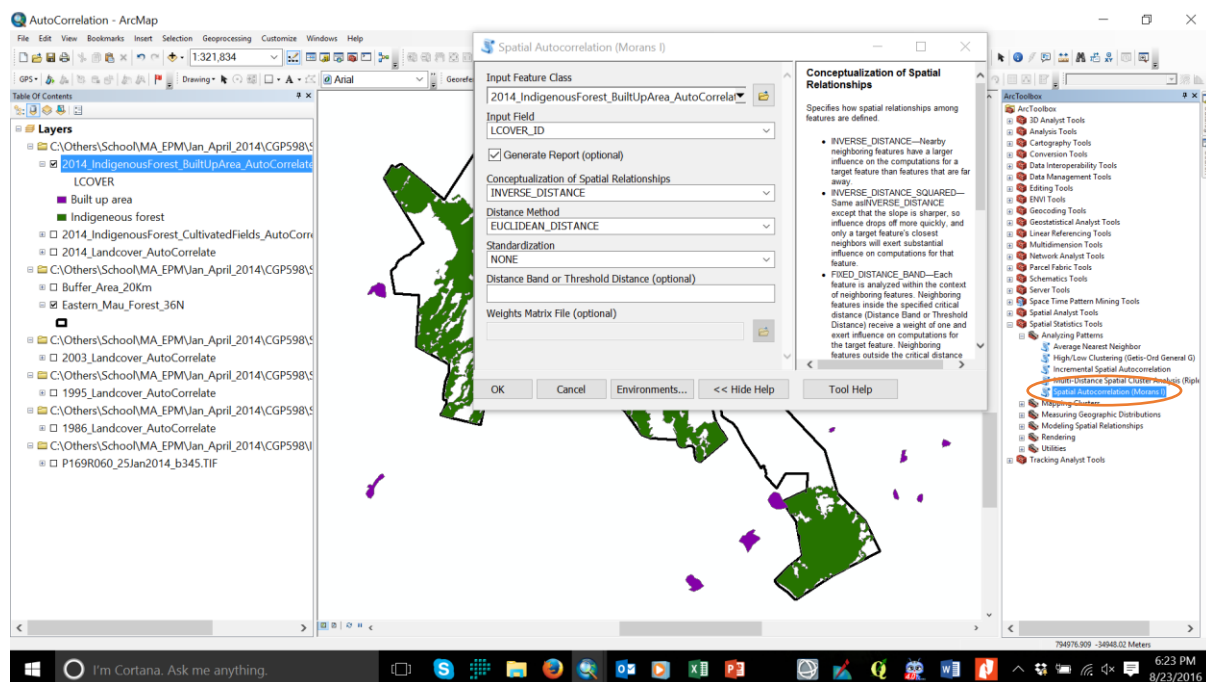 AutoCorrelation - ArcMap
File Edit View Bookmarks Insert Selection Geoprocessing Customize Windows Help
1:321,834
GPS
Drawing
Arial
Georefe
Table Of Contents
Layers
C:\Others\School\MA_EPM\Jan_April_2014\CGP598\S
2014_IndigenousForest_BuiltUpArea_AutoCorrelate
LCOVER
Built up area
Indigeneous forest
2014_IndigenousForest_CultivatedFields_AutoCorre
2014_Landcover_AutoCorrelate
C:\Others\School\MA_EPM\Jan_April_2014\CGP598\S
Buffer_Area_20Km
Eastern_Mau_Forest_36N
C:\Others\School\MA_EPM\Jan_April_2014\CGP598\S
2003_Landcover_AutoCorrelate
C:\Others\School\MA_EPM\Jan_April_2014\CGP598\S
1995_Landcover_AutoCorrelate
C:\Others\School\MA_EPM\Jan_April_2014\CGP598\S
1986_Landcover_AutoCorrelate
C:\Others\School\MA_EPM\Jan_April_2014\CGP598\I
P169R060_25Jan2014_b345.TIF
Spatial Autocorrelation (Morans I)
Input Feature Class
2014_IndigenousForest_BuiltUpArea_AutoCorrelat
Input Field
LCOVER_ID
Generate Report (optional)
Conceptualization of Spatial Relationships
INVERSE_DISTANCE
Distance Method
EUCLIDEAN_DISTANCE
Standardization
NONE
Distance Band or Threshold Distance (optional)
Weights Matrix File (optional)
OK Cancel Environments... << Hide Help Tool Help
Conceptualization of Spatial
Relationships
Specifies how spatial relationships among
features are defined.
• INVERSE_DISTANCE—Nearby
neighboring features have a larger
influence on the computations for a
target feature than features that are far
away.
• INVERSE_DISTANCE_SQUARED—
Same asINVERSE_DISTANCE
except that the slope is sharper, so
influence drops off more quickly, and
only a target feature's closest
neighbors will exert substantial
influence on computations for that
feature.
• FIXED_DISTANCE_BAND—Each
feature is analyzed within the context
of neighboring features. Neighboring
features inside the specified critical
distance (Distance Band or Threshold
Distance) receive a weight of one and
exert influence on computations for
the target feature. Neighboring
features outside the critical distance
ArcToolbox
ArcToolbox
3D Analyst Tools
Analysis Tools
Cartography Tools
Conversion Tools
Data Interoperability Tools
Data Management Tools
Editing Tools
ENVI Tools
Geocoding Tools
Geostatistical Analyst Tools
Linear Referencing Tools
Multidimension Tools
Network Analyst Tools
Parcel Fabric Tools
Schematics Tools
Server Tools
Space Time Pattern Mining Tools
Spatial Analyst Tools
Spatial Statistics Tools
Analyzing Patterns
Average Nearest Neighbor
High/Low Clustering (Getis-Ord General G)
Incremental Spatial Autocorrelation
Multi-Distance Spatial Cluster Analysis (Riple
Spatial Autocorrelation (Morans I)
Mapping Clusters
Measuring Geographic Distributions
Modeling Spatial Relationships
Rendering
Utilities
Tracking Analyst Tools
794976.909 -34948.02 Meters
I'm Cortana. Ask me anything.
6:23 PM
8/23/2016